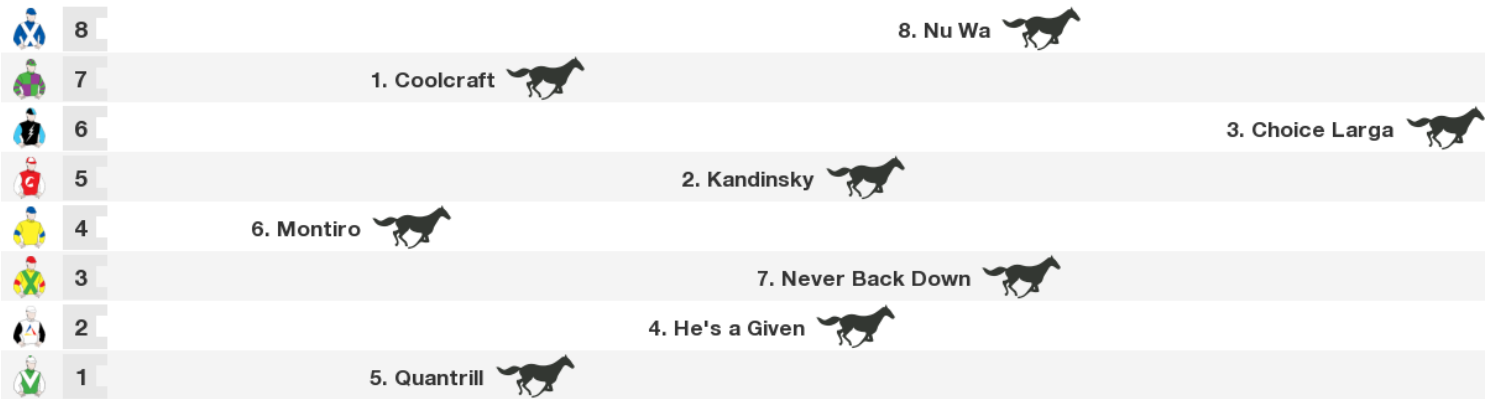 8 8. Nu Wa
7 1. Coolcraft
6 3. Choice Larga
5 2. Kandinsky
4 6. Montiro
3 7. Never Back Down
2 4. He's a Given
1 5. Quantrill